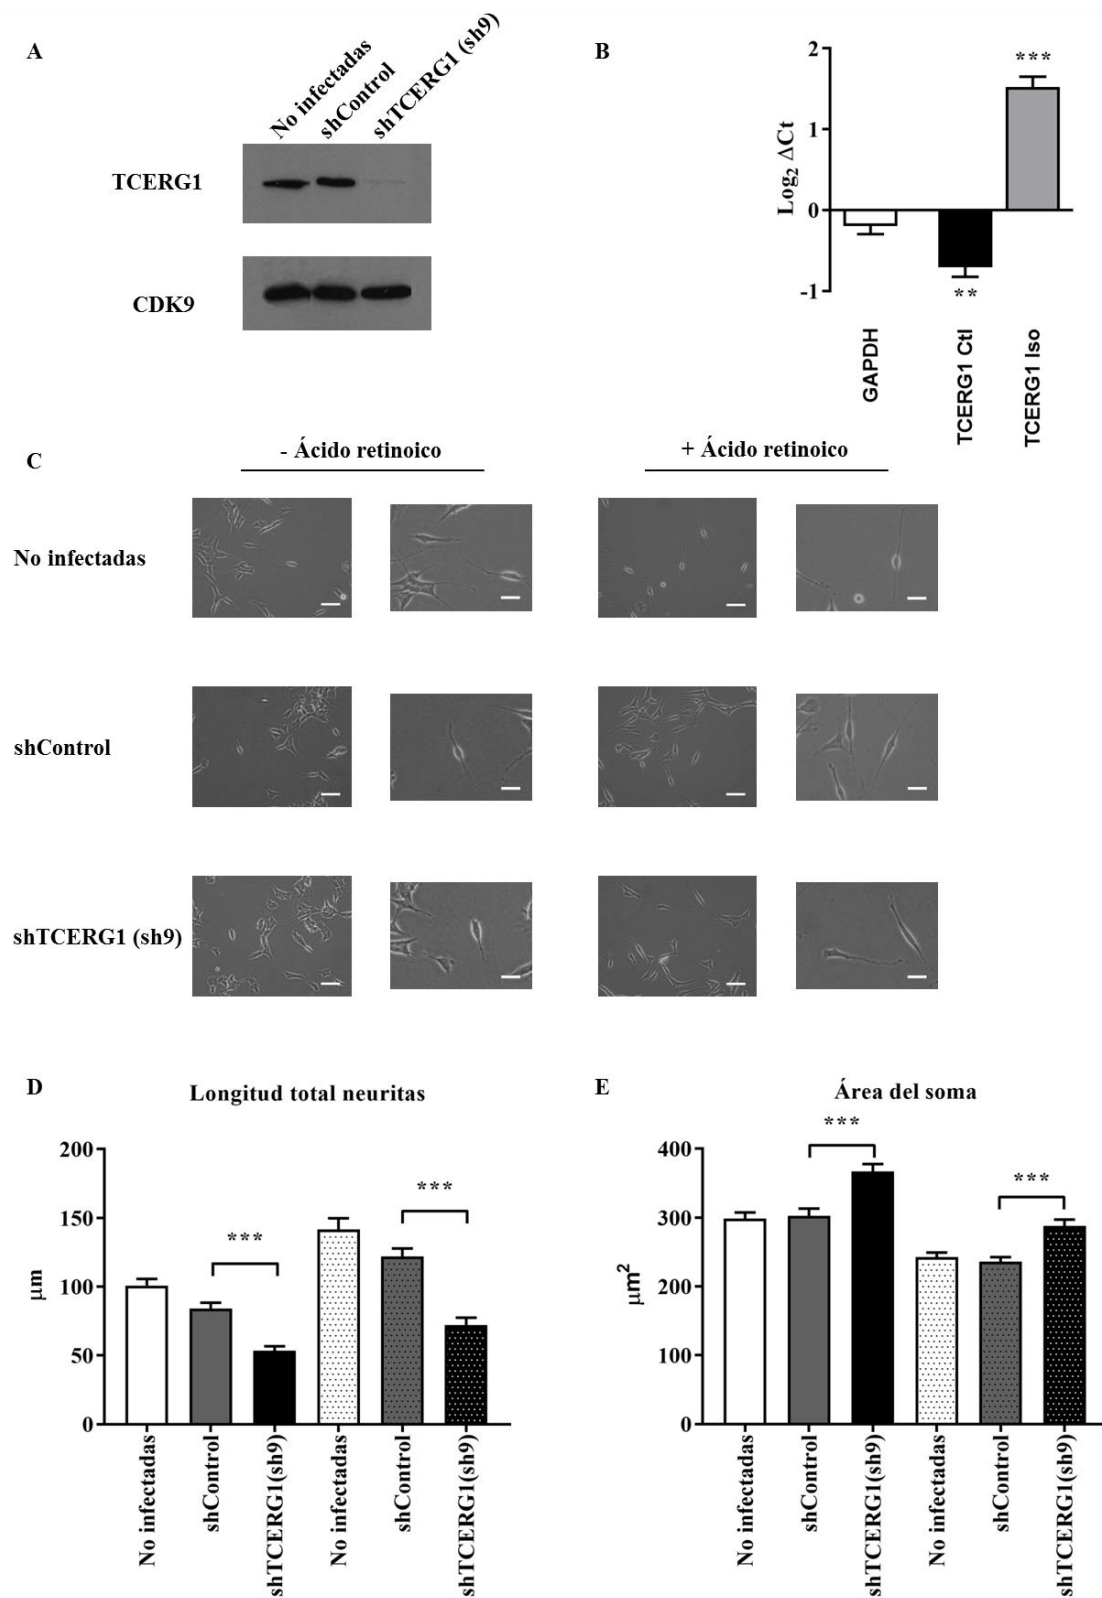 A
No infectadas
shControl
shTCERG1 (sh9)
TCERG1
CDK9
B
2
1
0
-1
Log2 ΔCt
***
**
GAPDH
TCERG1 Ctl
TCERG1 Iso
C
- Ácido retinoico
+ Ácido retinoico
No infectadas
shControl
shTCERG1 (sh9)
D
Longitud total neuritas
200
150
100
50
0
μm
***
***
No infectadas
shControl
shTCERG1(sh9)
No infectadas
shControl
shTCERG1(sh9)
E
Área del soma
400
300
200
100
0
μm²
***
***
No infectadas
shControl
shTCERG1(sh9)
No infectadas
shControl
shTCERG1(sh9)